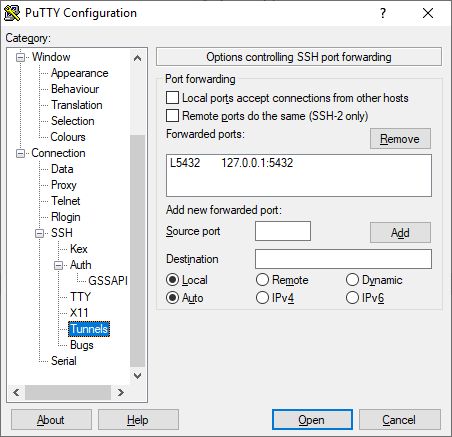 PuTTY Configuration
?
Category:
Window
Appearance
Behaviour
Translation
Selection
Colours
Connection
Data
Proxy
Telnet
Rlogin
SSH
Kex
Auth
GSSAPI
TTY
X11
Tunnels
Bugs
Serial
Options controlling SSH port forwarding
Port forwarding
Local ports accept connections from other hosts
Remote ports do the same (SSH-2 only)
Forwarded ports:
Remove
L5432 127.0.0.1:5432
Add new forwarded port:
Source port
Add
Destination
Local Remote Dynamic
Auto IPv4 IPv6
About Help Open Cancel